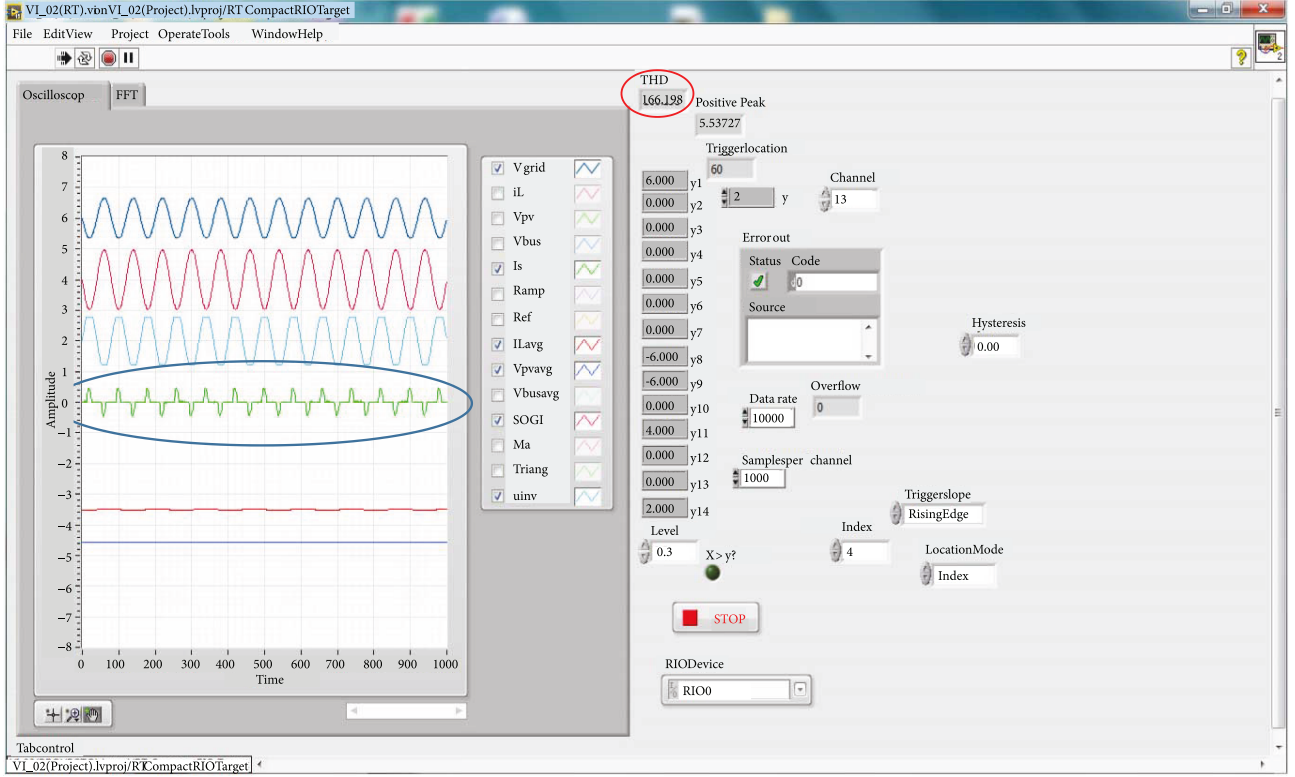 VI_02(RT).vionVI_02(Project).lvproj/RT CompactRIOTarget
File EditView Project OperateTools WindowHelp
2
Oscilloscop
FFT
8
7
6
5
4
3
2
1
0
−1
−2
−3
−4
−5
−6
−7
−8
Amplitude
0 100 200 300 400 500 600 700 800 900 1000
Time
Vgrid
iL
Vpv
Vbus
Is
Ramp
Ref
ILavg
Vpvavg
Vbusavg
SOGI
Ma
Triang
uinv
THD
166.198
Positive Peak
5.53727
Triggerlocation
60
2 y
Channel
13
6.000 y1
0.000 y2
0.000 y3
0.000 y4
0.000 y5
0.000 y6
0.000 y7
-6.000 y8
-6.000 y9
0.000 y10
4.000 y11
0.000 y12
0.000 y13
2.000 y14
Errorout
Status Code
0
Source
Hysteresis
0.00
Overflow
0
Data rate
10000
Samplesper channel
1000
Triggerslope
RisingEdge
Level
0.3
X> y?
Index
4
LocationMode
Index
STOP
RIODevice
RIO0
Tabcontrol
VI_02(Project).lvproj/RTCompactRIOTarget